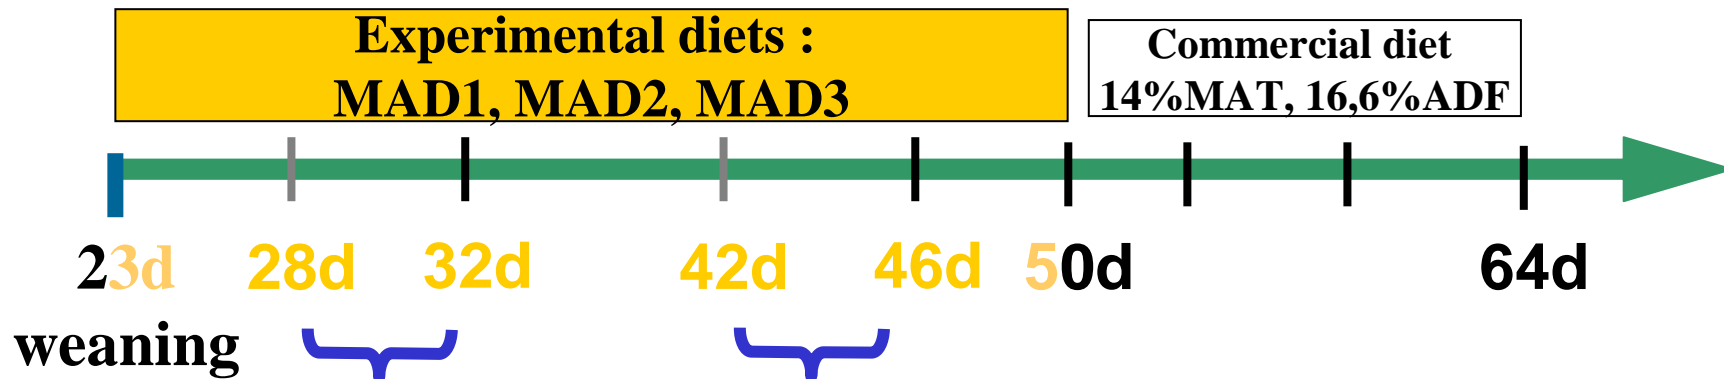 Experimental diets :
MAD1, MAD2, MAD3
Commercial diet
14%MAT, 16,6%ADF
23d 28d 32d 42d 46d 50d 64d
weaning